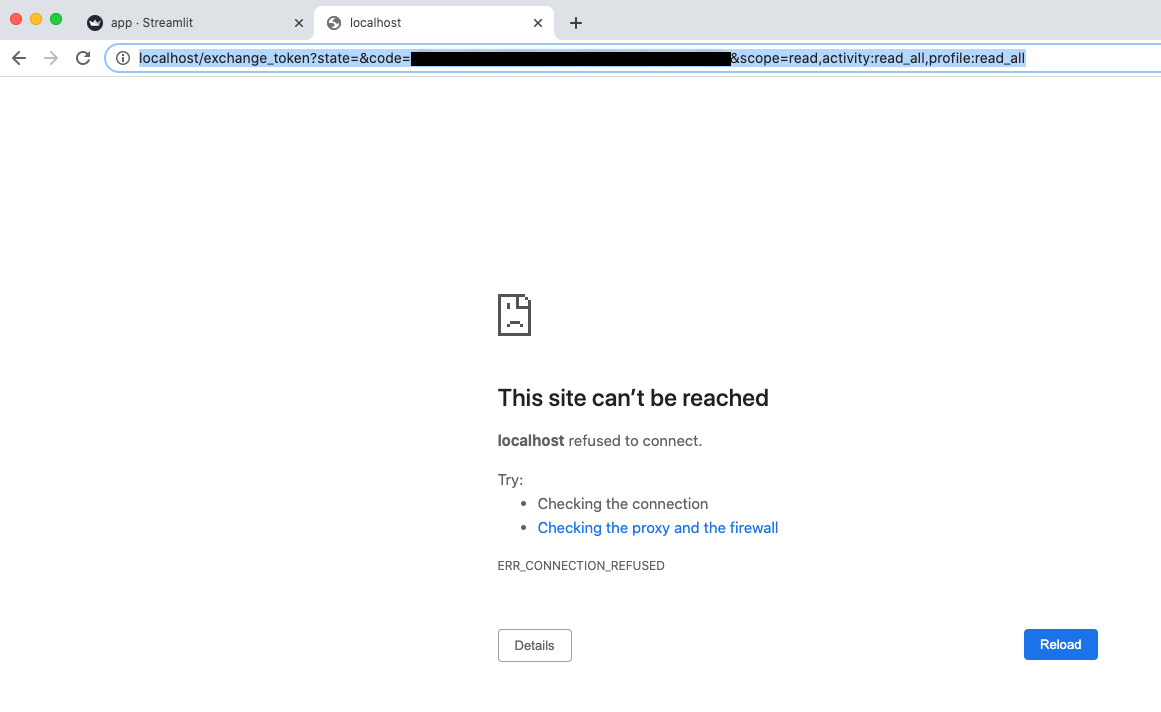 app · Streamlit
localhost
localhost/exchange_token?state=&code= &scope=read,activity:read_all,profile:read_all
This site can’t be reached
localhost refused to connect.
Try:
• Checking the connection
• Checking the proxy and the firewall
ERR_CONNECTION_REFUSED
Details
Reload